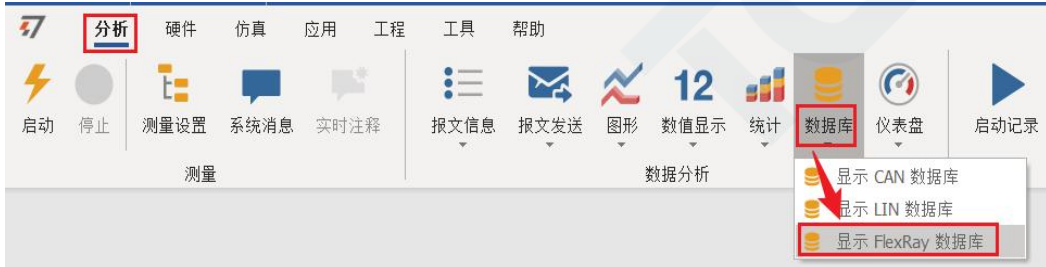 分析 硬件 仿真 应用 工程 工具 帮助
12
启动 停止 测量设置 系统消息 实时注释 报文信息 报文发送 图形 数值显示 统计 数据库 仪表盘 启动记录
测量 数据分析
显示 CAN 数据库
显示 LIN 数据库
显示 FlexRay 数据库